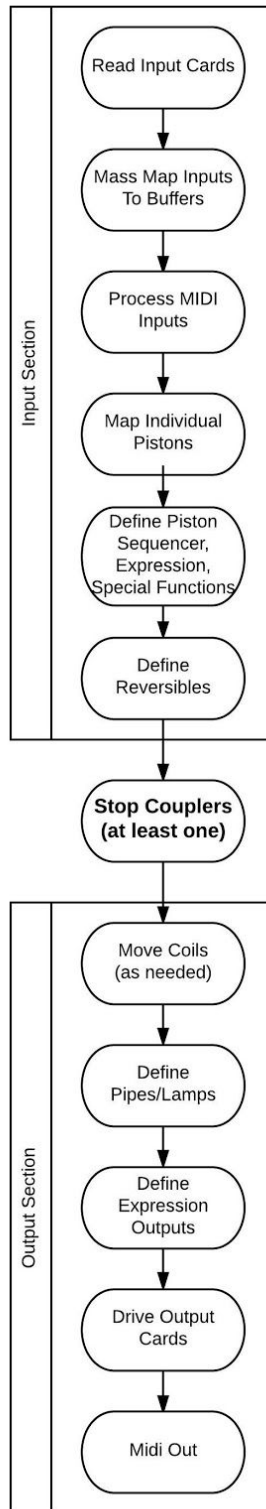 Input Section
Read Input Cards
Mass Map Inputs
To Buffers
Process MIDI
Inputs
Map Individual
Pistons
Define Piston
Sequencer,
Expression,
Special Functions
Define
Reversibles
Stop Couplers
(at least one)
Output Section
Move Coils
(as needed)
Define
Pipes/Lamps
Define
Expression
Outputs
Drive Output
Cards
Midi Out